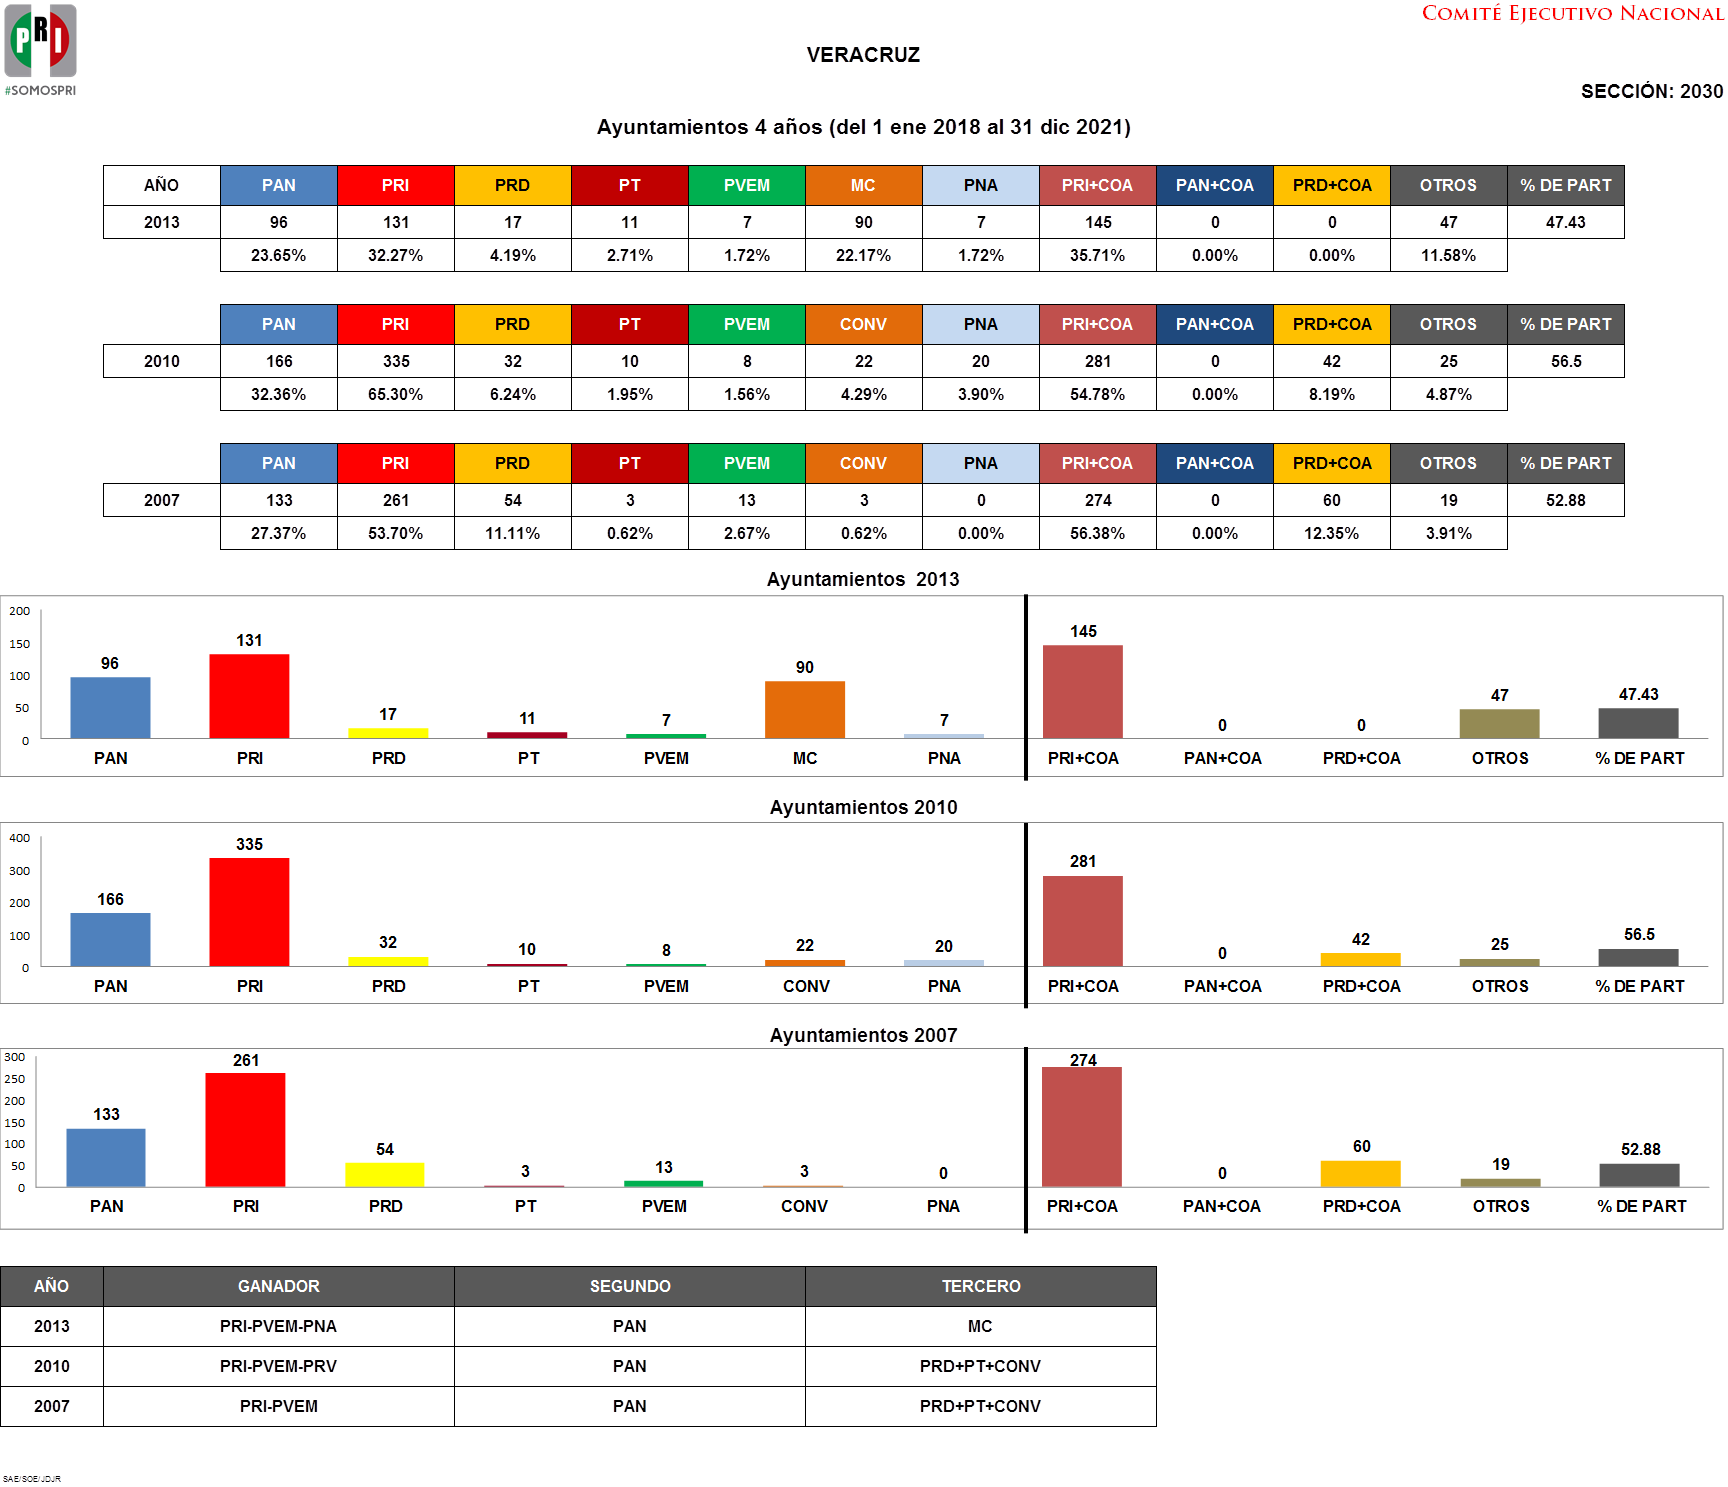 PRI
#SOMOSPRI
COMITÉ EJECUTIVO NACIONAL
VERACRUZ
SECCIÓN: 2030
Ayuntamientos 4 años (del 1 ene 2018 al 31 dic 2021)
AÑO PAN PRI PRD PT PVEM MC PNA PRI+COA PAN+COA PRD+COA OTROS % DE PART
2013 96 131 17 11 7 90 7 145 0 0 47 47.43
23.65% 32.27% 4.19% 2.71% 1.72% 22.17% 1.72% 35.71% 0.00% 0.00% 11.58%
PAN PRI PRD PT PVEM CONV PNA PRI+COA PAN+COA PRD+COA OTROS % DE PART
2010 166 335 32 10 8 22 20 281 0 42 25 56.5
32.36% 65.30% 6.24% 1.95% 1.56% 4.29% 3.90% 54.78% 0.00% 8.19% 4.87%
PAN PRI PRD PT PVEM CONV PNA PRI+COA PAN+COA PRD+COA OTROS % DE PART
2007 133 261 54 3 13 3 0 274 0 60 19 52.88
27.37% 53.70% 11.11% 0.62% 2.67% 0.62% 0.00% 56.38% 0.00% 12.35% 3.91%
Ayuntamientos 2013
200
150
100
50
0
96 131 17 11 7 90 7 145 0 0 47 47.43
PAN PRI PRD PT PVEM MC PNA PRI+COA PAN+COA PRD+COA OTROS % DE PART
Ayuntamientos 2010
400
300
200
100
0
166 335 32 10 8 22 20 281 0 42 25 56.5
PAN PRI PRD PT PVEM CONV PNA PRI+COA PAN+COA PRD+COA OTROS % DE PART
Ayuntamientos 2007
300
250
200
150
100
50
0
133 261 54 3 13 3 0 274 0 60 19 52.88
PAN PRI PRD PT PVEM CONV PNA PRI+COA PAN+COA PRD+COA OTROS % DE PART
AÑO GANADOR SEGUNDO TERCERO
2013 PRI-PVEM-PNA PAN MC
2010 PRI-PVEM-PRV PAN PRD+PT+CONV
2007 PRI-PVEM PAN PRD+PT+CONV
SAE/SOE/JDJR